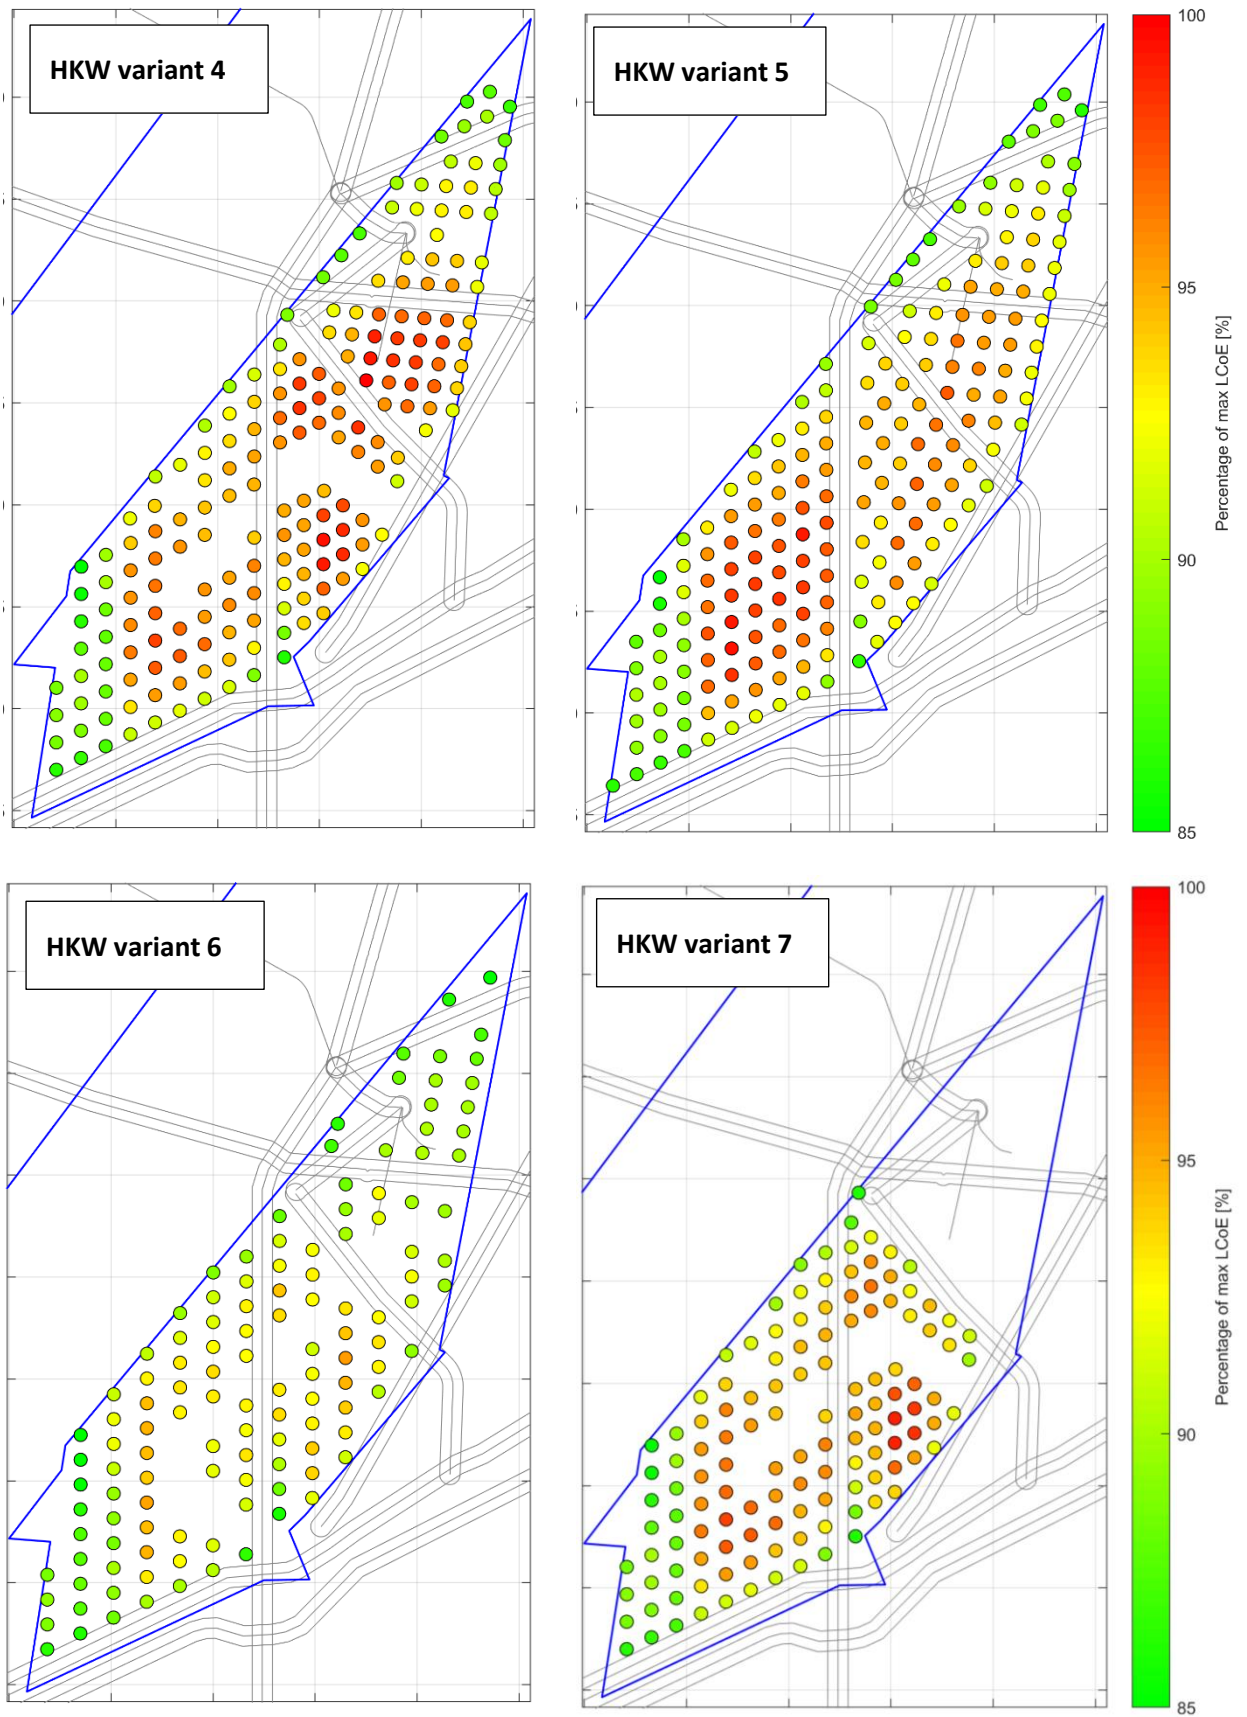 HKW variant 4
HKW variant 5
100
95
90
85
Percentage of max LCoE [%]
HKW variant 6
HKW variant 7
100
95
90
85
Percentage of max LCoE [%]